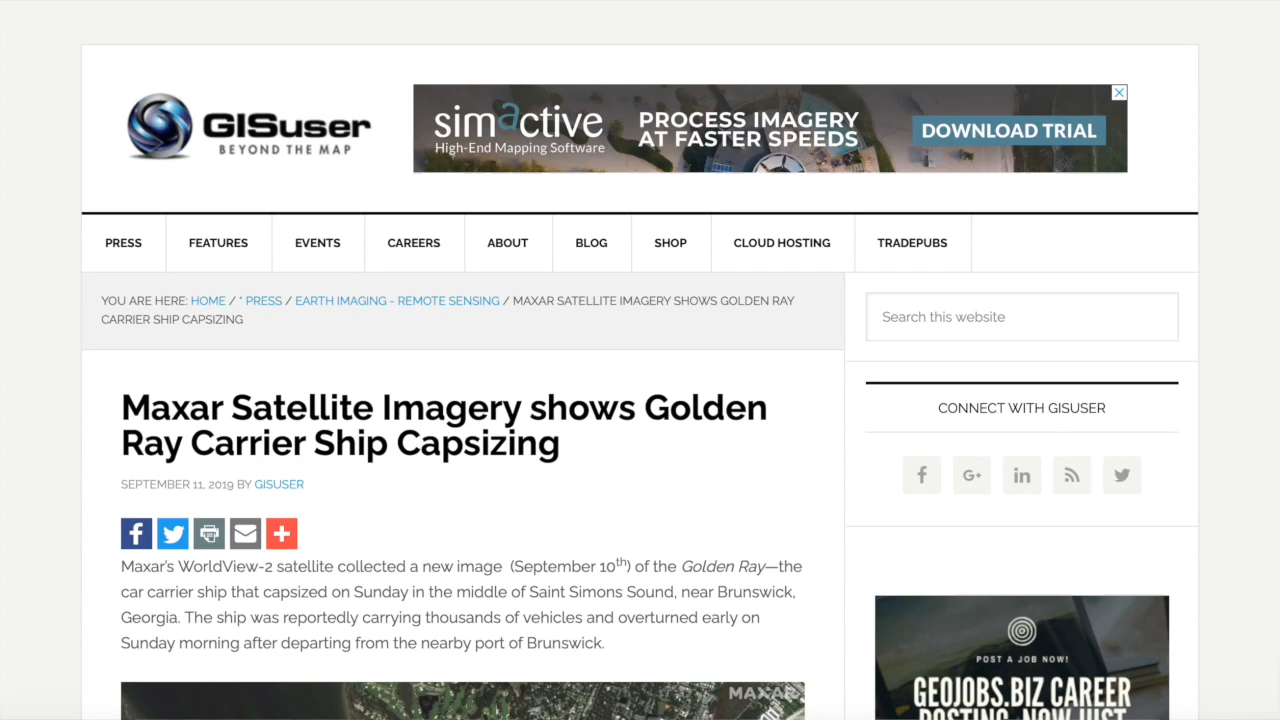 GISuser
BEYOND THE MAP
simactive
High-End Mapping Software
PROCESS IMAGERY
AT FASTER SPEEDS
DOWNLOAD TRIAL
PRESS
FEATURES
EVENTS
CAREERS
ABOUT
BLOG
SHOP
CLOUD HOSTING
TRADEPUBS
YOU ARE HERE: HOME / * PRESS / EARTH IMAGING - REMOTE SENSING / MAXAR SATELLITE IMAGERY SHOWS GOLDEN RAY
CARRIER SHIP CAPSIZING
Maxar Satellite Imagery shows Golden
Ray Carrier Ship Capsizing
SEPTEMBER 11, 2019 BY GISUSER
Maxar's WorldView-2 satellite collected a new image (September 10th) of the Golden Ray—the
car carrier ship that capsized on Sunday in the middle of Saint Simons Sound, near Brunswick,
Georgia. The ship was reportedly carrying thousands of vehicles and overturned early on
Sunday morning after departing from the nearby port of Brunswick.
MAXAR
Search this website
CONNECT WITH GISUSER
POST A JOB NOW!
GEOJOBS.BIZ CAREER
POSTING, NOW JUST